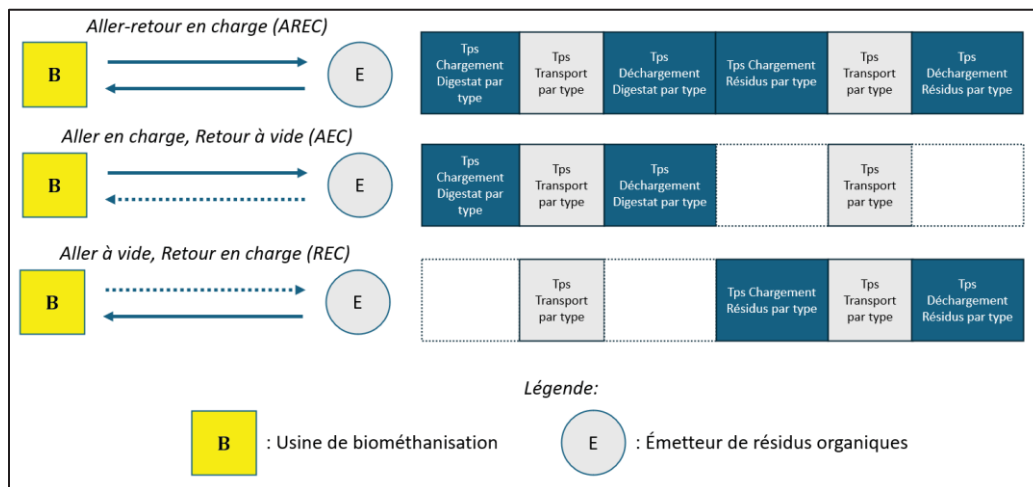 Aller-retour en charge (AREC)
B
E
Tps
Chargement
Digestat par
type
Tps
Transport
par type
Tps
Déchargement
Digestat par type
Tps Chargement
Résidus par type
Tps
Transport
par type
Tps
Déchargement
Résidus par type
Aller en charge, Retour à vide (AEC)
B
E
Tps
Chargement
Digestat par
type
Tps
Transport
par type
Tps
Déchargement
Digestat par type
Tps
Transport
par type
Aller à vide, Retour en charge (REC)
B
E
Tps
Transport
par type
Tps Chargement
Résidus par type
Tps
Transport
par type
Tps
Déchargement
Résidus par type
Légende:
B : Usine de biométhanisation
E : Émetteur de résidus organiques